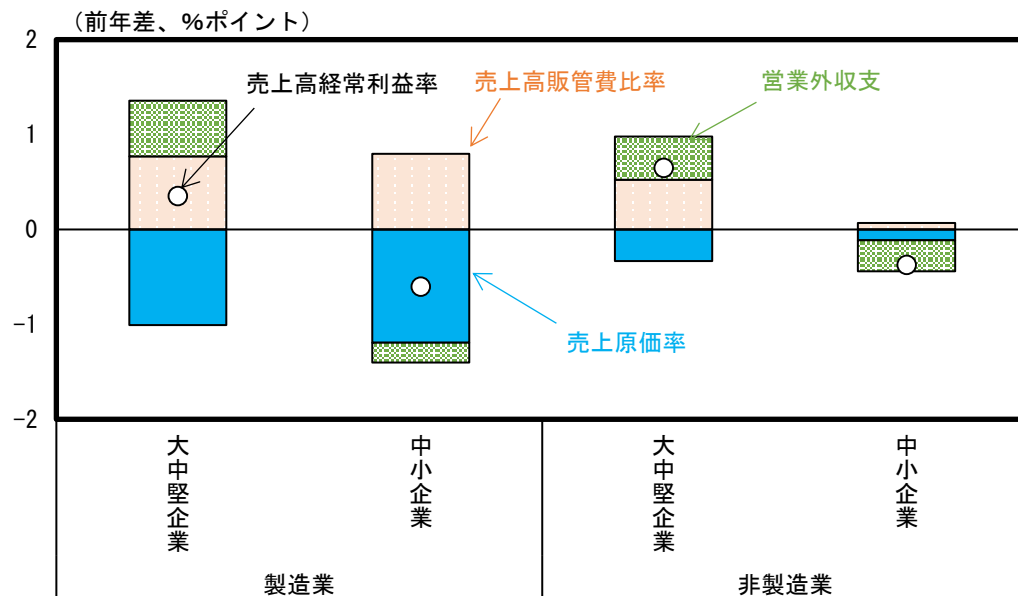 （前年差、%ポイント）
2
1
0
-1
-2
売上高経常利益率
売上高販管費比率
営業外収支
売上原価率
大中堅企業
中小企業
大中堅企業
中小企業
製造業
非製造業